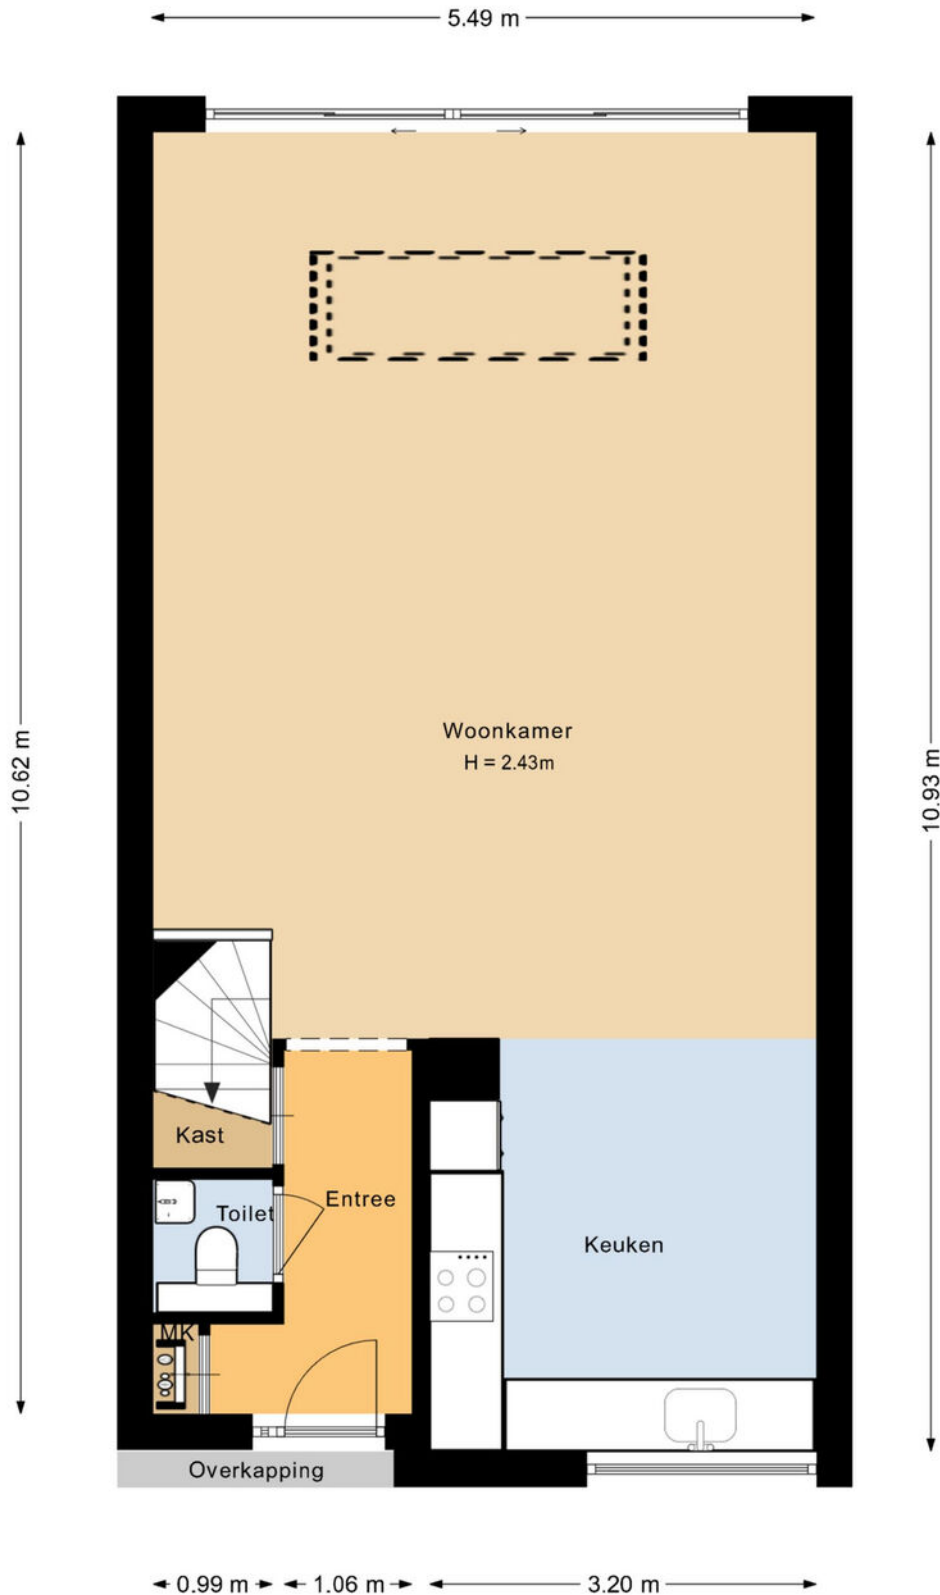 5.49 m
10.62 m
10.93 m
Woonkamer
H = 2.43m
Kast
Toilet
Entree
Keuken
MK
Overkapping
0.99 m
1.06 m
3.20 m